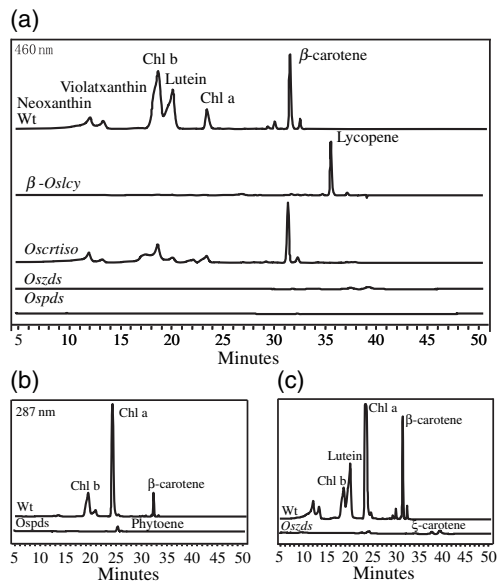 (a)
460 nm
Chl b
β-carotene
Violatxanthin
Lutein
Neoxanthin
Chl a
Wt
Lycopene
β-Oslcy
Oscrtiso
Oszds
Ospds
5 10 15 20 25 30 35 40 45 50
Minutes
(b)
287 nm
Chl a
Chl b
β-carotene
Wt
Ospds
Phytoene
5 10 15 20 25 30 35 40 45 50
Minutes
(c)
Chl a
β-carotene
Lutein
Chl b
Wt
Oszds
ξ-carotene
5 10 15 20 25 30 35 40 45 50
Minutes